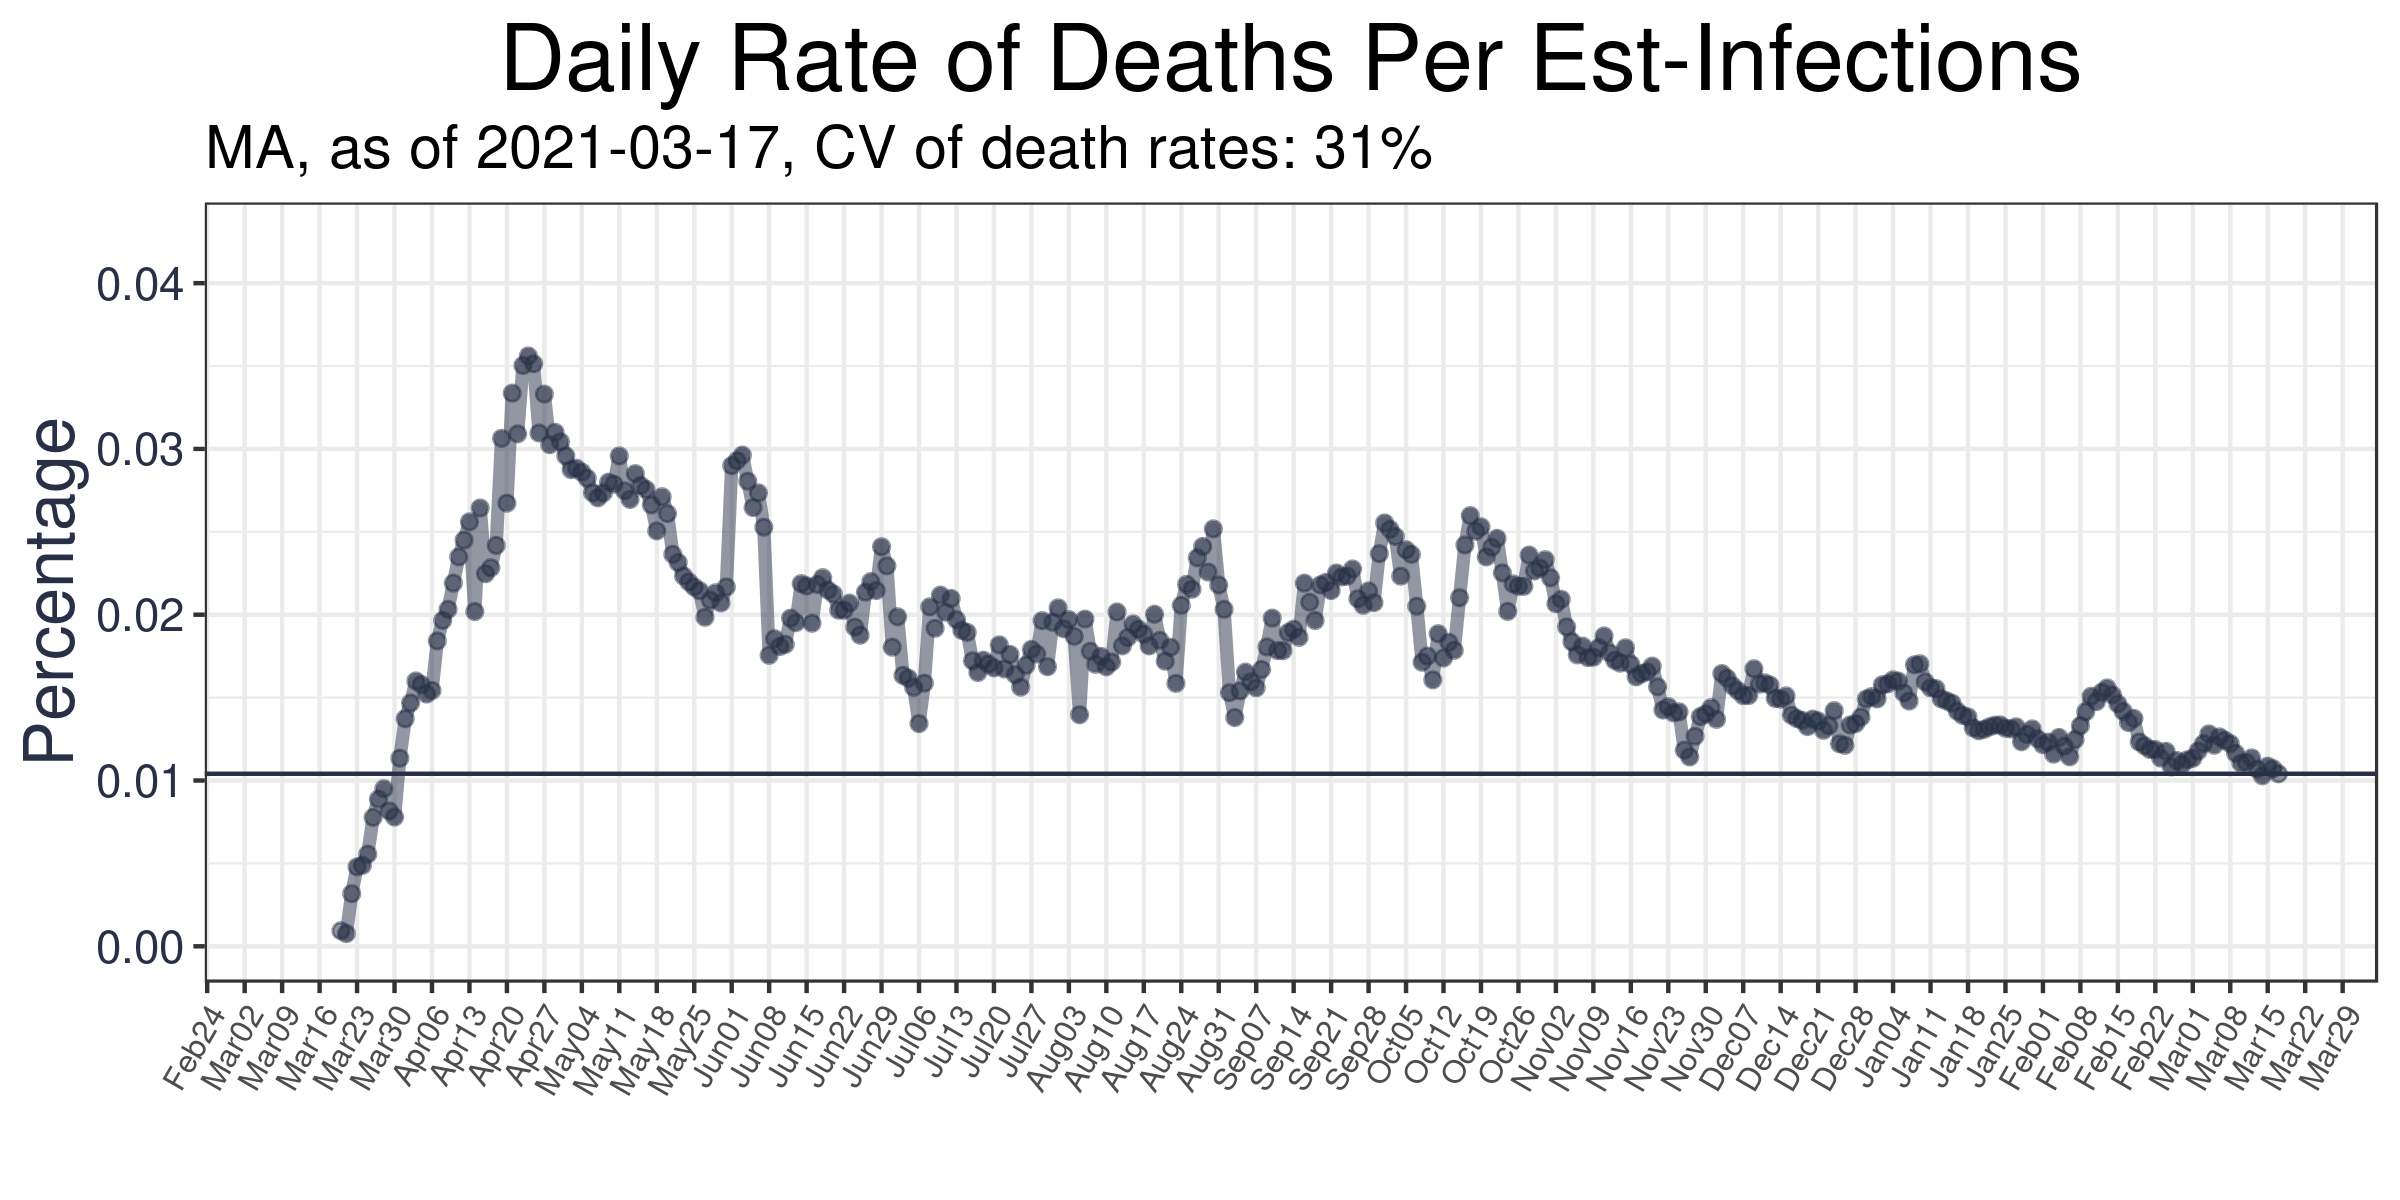 Daily Rate of Deaths Per Est-Infections
MA, as of 2021-03-17, CV of death rates: 31%
Percentage
0.04
0.03
0.02
0.01
0.00
Feb24
Mar02
Mar09
Mar16
Mar23
Mar30
Apr06
Apr13
Apr20
Apr27
May04
May11
May18
May25
Jun01
Jun08
Jun15
Jun22
Jun29
Jul06
Jul13
Jul20
Jul27
Aug03
Aug10
Aug17
Aug24
Aug31
Sep07
Sep14
Sep21
Sep28
Oct05
Oct12
Oct19
Oct26
Nov02
Nov09
Nov16
Nov23
Nov30
Dec07
Dec14
Dec21
Dec28
Jan04
Jan11
Jan18
Jan25
Feb01
Feb08
Feb15
Feb22
Mar01
Mar08
Mar15
Mar22
Mar29